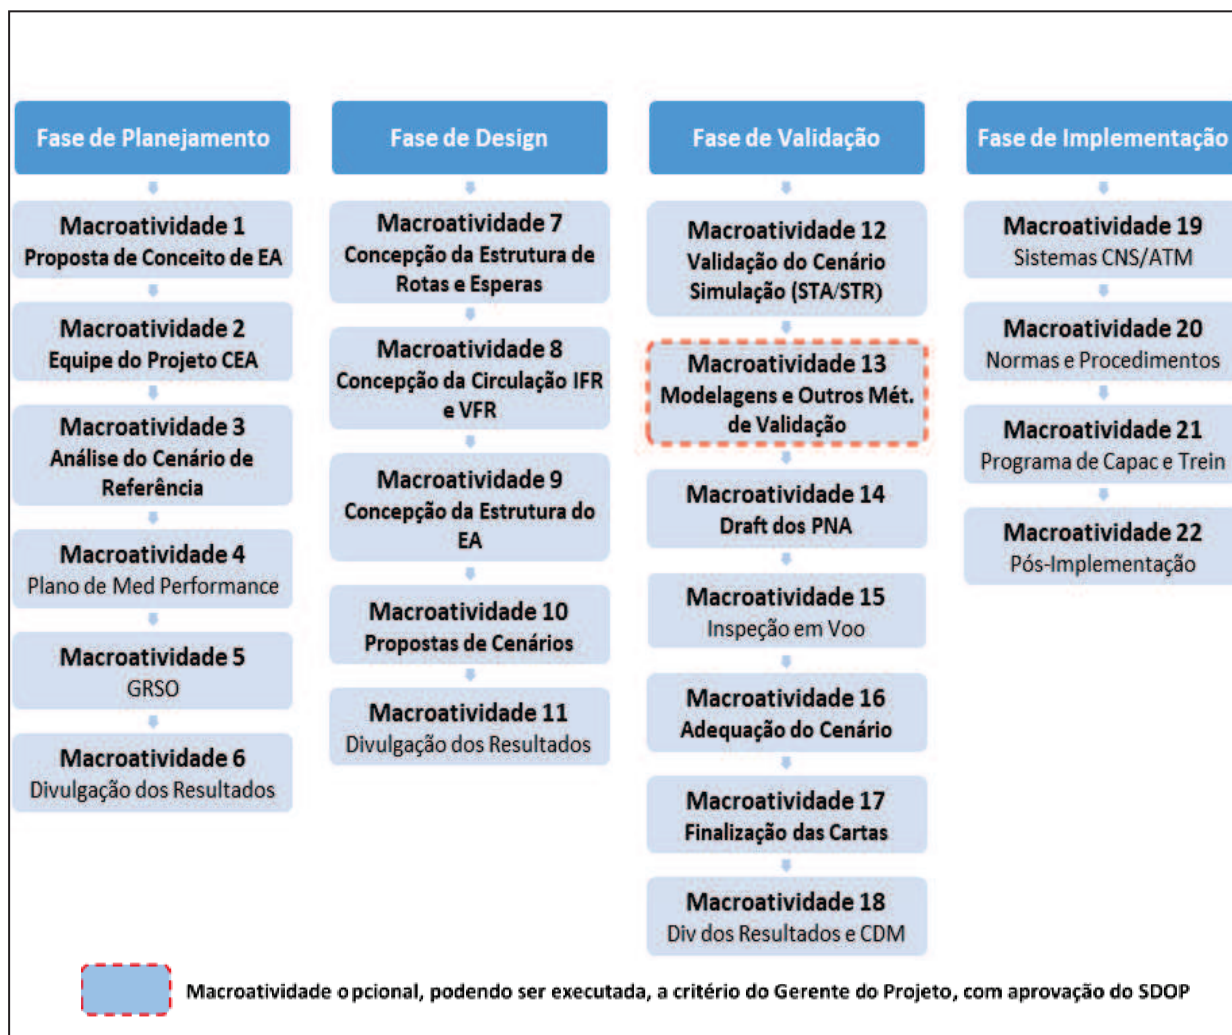 Fase de Planejamento
Macroatividade 1
Proposta de Conceito de EA
Macroatividade 2
Equipe do Projeto CEA
Macroatividade 3
Análise do Cenário de
Referência
Macroatividade 4
Plano de Med Performance
Macroatividade 5
GRSO
Macroatividade 6
Divulgação dos Resultados
Fase de Design
Macroatividade 7
Concepção da Estrutura de
Rotas e Esperas
Macroatividade 8
Concepção da Circulação IFR
e VFR
Macroatividade 9
Concepção da Estrutura do
EA
Macroatividade 10
Propostas de Cenários
Macroatividade 11
Divulgação dos Resultados
Fase de Validação
Macroatividade 12
Validação do Cenário
Simulação (STA/STR)
Macroatividade 13
Modelagens e Outros Mét.
de Validação
Macroatividade 14
Draft dos PNA
Macroatividade 15
Inspeção em Voo
Macroatividade 16
Adequação do Cenário
Macroatividade 17
Finalização das Cartas
Macroatividade 18
Div dos Resultados e CDM
Fase de Implementação
Macroatividade 19
Sistemas CNS/ATM
Macroatividade 20
Normas e Procedimentos
Macroatividade 21
Programa de Capac e Trein
Macroatividade 22
Pós-Implementação
Macroatividade opcional, podendo ser executada, a critério do Gerente do Projeto, com aprovação do SDOP